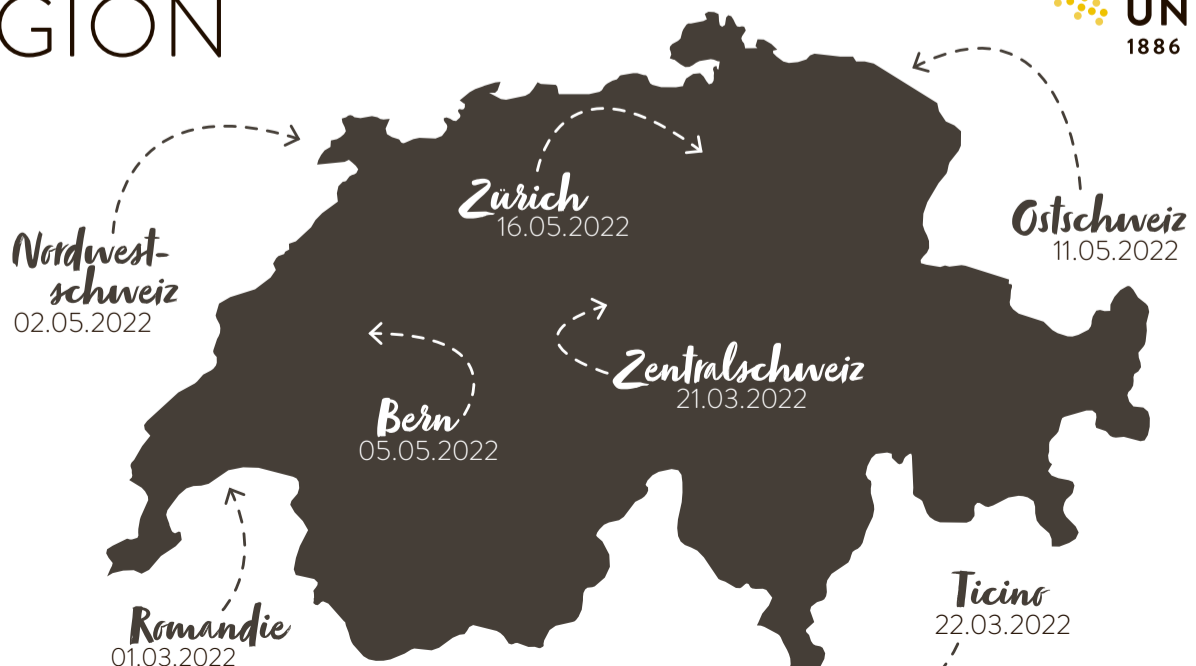 GION
UN
1886
Zürich
16.05.2022
Ostschweiz
11.05.2022
Nordwest-
schweiz
02.05.2022
Zentralschweiz
21.03.2022
Bern
05.05.2022
Ticino
22.03.2022
Romandie
01.03.2022